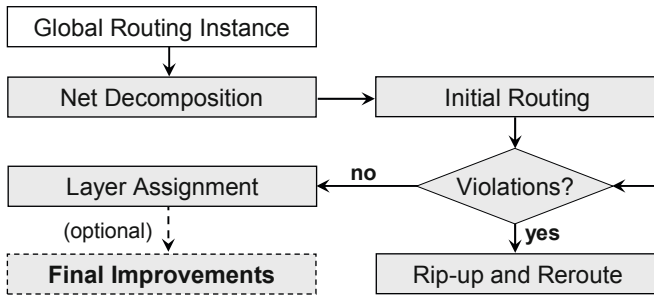 Global Routing Instance
Net Decomposition
Initial Routing
Layer Assignment
no
Violations?
(optional)
yes
Final Improvements
Rip-up and Reroute